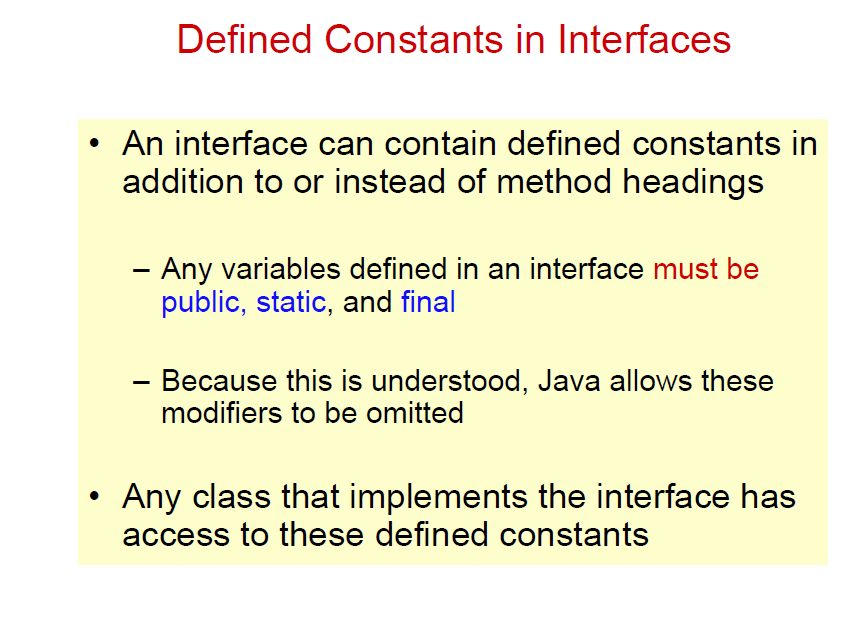 Defined Constants in Interfaces
• An interface can contain defined constants in
addition to or instead of method headings
– Any variables defined in an interface must be
public, static, and final
– Because this is understood, Java allows these
modifiers to be omitted
• Any class that implements the interface has
access to these defined constants